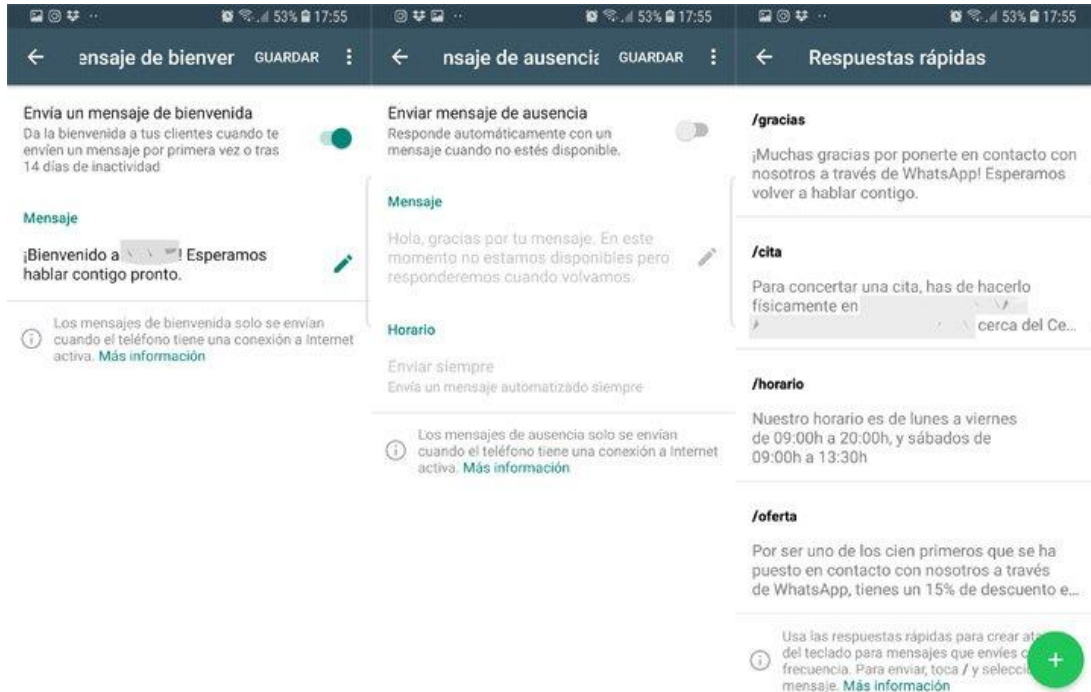 53% 17:55
ensaje de bienver GUARDAR
Envía un mensaje de bienvenida
Da la bienvenida a tus clientes cuando te
envíen un mensaje por primera vez o tras
14 días de inactividad
Mensaje
¡Bienvenido a ! Esperamos
hablar contigo pronto.
Los mensajes de bienvenida solo se envían
cuando el teléfono tiene una conexión a Internet
activa. Más información
53% 17:55
nsaje de ausencia GUARDAR
Enviar mensaje de ausencia
Responde automáticamente con un
mensaje cuando no estés disponible.
Mensaje
Hola, gracias por tu mensaje. En este
momento no estamos disponibles pero
responderemos cuando volvamos.
Horario
Enviar siempre
Envía un mensaje automatizado siempre
Los mensajes de ausencia solo se envían
cuando el teléfono tiene una conexión a Internet
activa. Más información
53% 17:55
Respuestas rápidas
/gracias
¡Muchas gracias por ponerte en contacto con
nosotros a través de WhatsApp! Esperamos
volver a hablar contigo.
/cita
Para concertar una cita, has de hacerlo
físicamente en
cerca del Ce...
/horario
Nuestro horario es de lunes a viernes
de 09:00h a 20:00h, y sábados de
09:00h a 13:30h
/oferta
Por ser uno de los cien primeros que se ha
puesto en contacto con nosotros a través
de WhatsApp, tienes un 15% de descuento e...
Usa las respuestas rápidas para crear
del teclado para mensajes que envíes
frecuencia. Para enviar, toca / y
mensaje. Más información